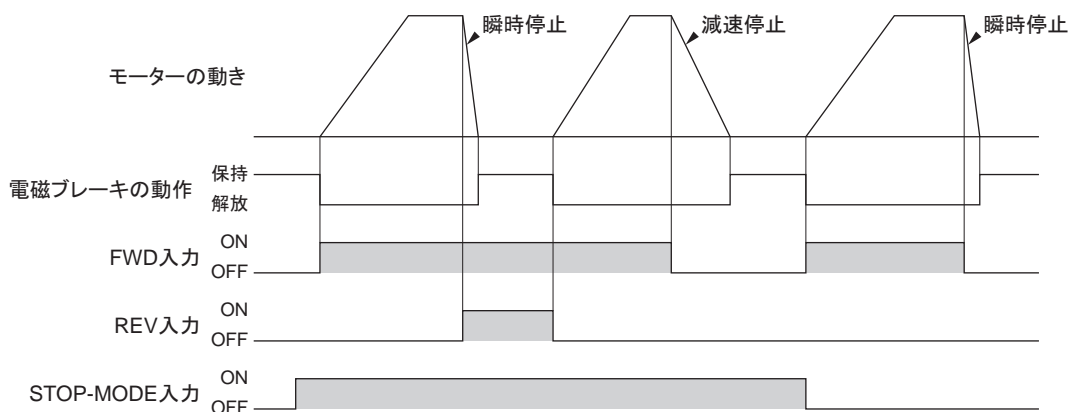 瞬時停止
減速停止
瞬時停止
モーターの動き
電磁ブレーキの動作
保持
解放
FWD入力
ON
OFF
REV入力
ON
OFF
STOP-MODE入力
ON
OFF